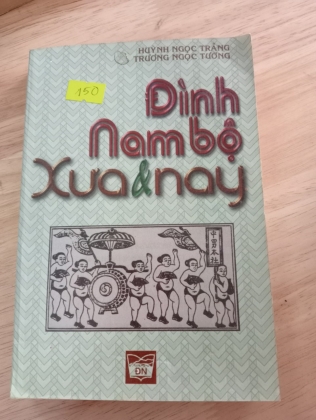 HUỲNH NGỌC TRẢNG
TRƯƠNG NGỌC TƯỜNG
150
Đình
Nam bộ
Xưa & nay
ĐN